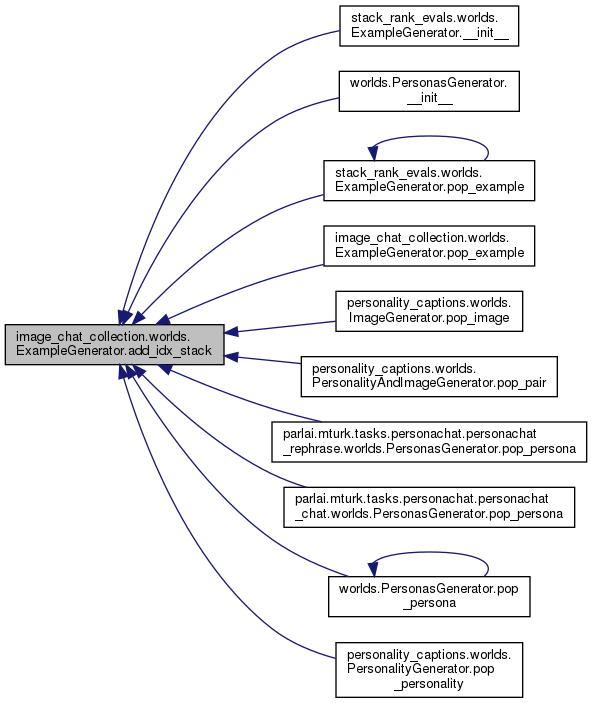 stack_rank_evals.worlds.
ExampleGenerator.__init__
worlds.PersonasGenerator.
__init__
stack_rank_evals.worlds.
ExampleGenerator.pop_example
image_chat_collection.worlds.
ExampleGenerator.pop_example
personality_captions.worlds.
ImageGenerator.pop_image
image_chat_collection.worlds.
ExampleGenerator.add_idx_stack
personality_captions.worlds.
PersonalityAndImageGenerator.pop_pair
parlai.mturk.tasks.personachat.personachat
_rephrase.worlds.PersonasGenerator.pop_persona
parlai.mturk.tasks.personachat.personachat
_chat.worlds.PersonasGenerator.pop_persona
worlds.PersonasGenerator.pop
_persona
personality_captions.worlds.
PersonalityGenerator.pop
_personality